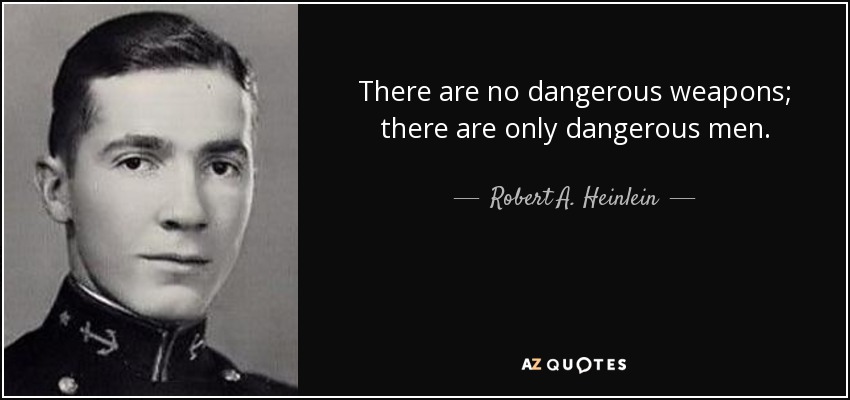 There are no dangerous weapons;
there are only dangerous men.
Robert A. Heinlein
AZ QUOTES